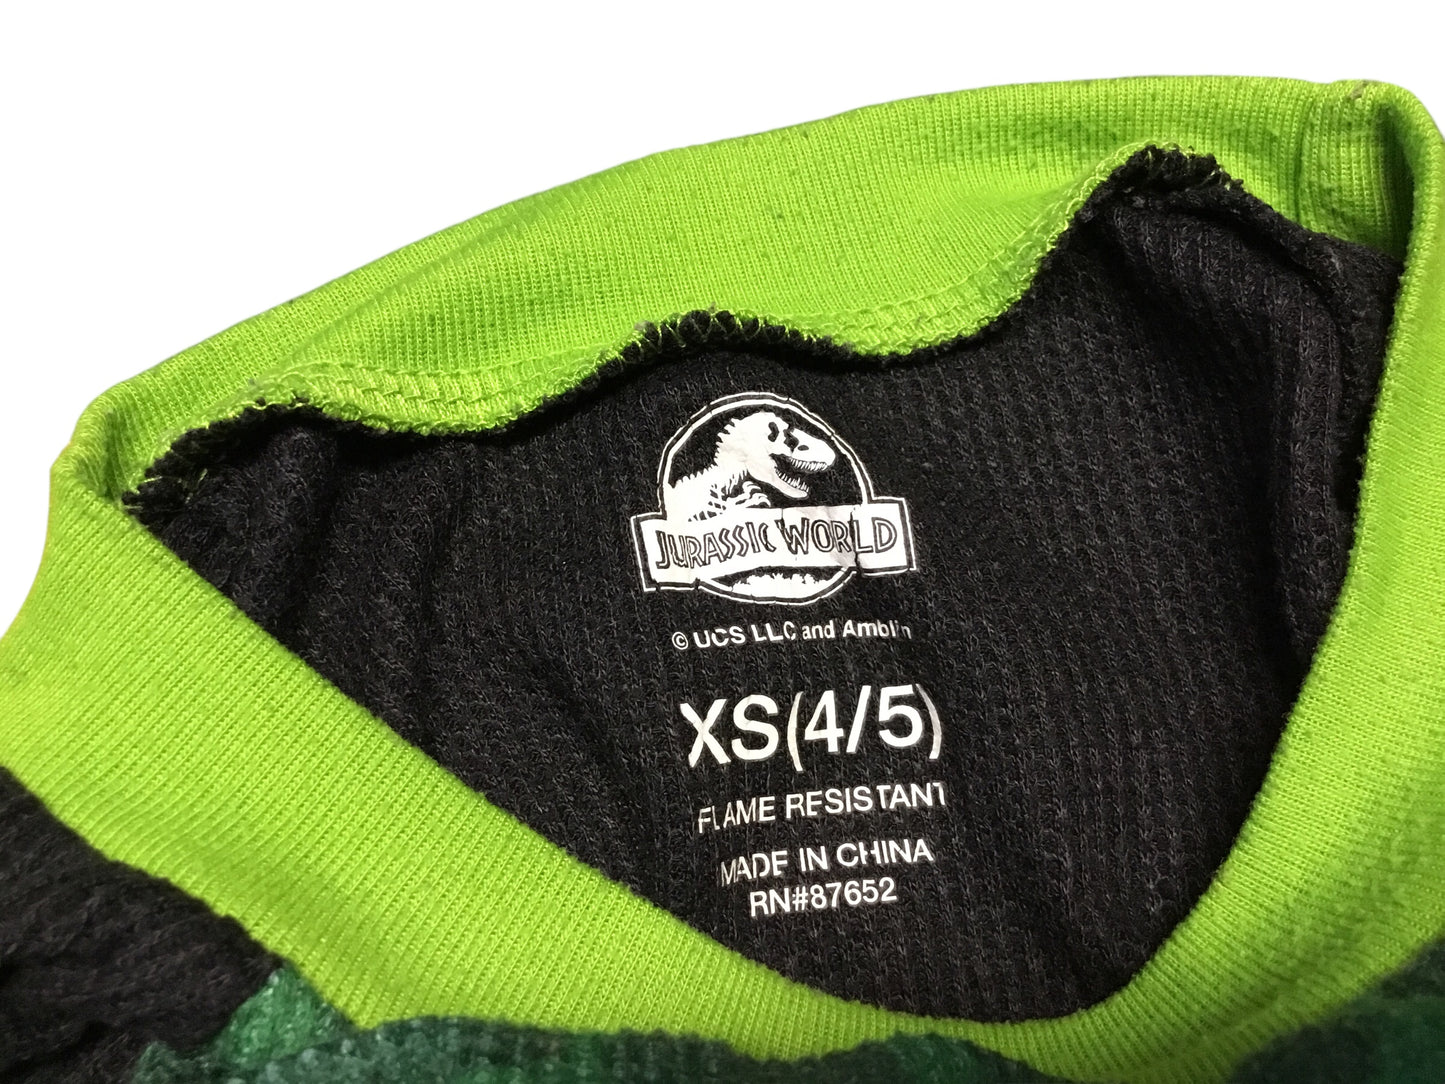 JURASSIC WORLD
© UCS LLC and Amblin
XS(4/5)
FLAME RESISTANT
MADE IN CHINA
RN#87652